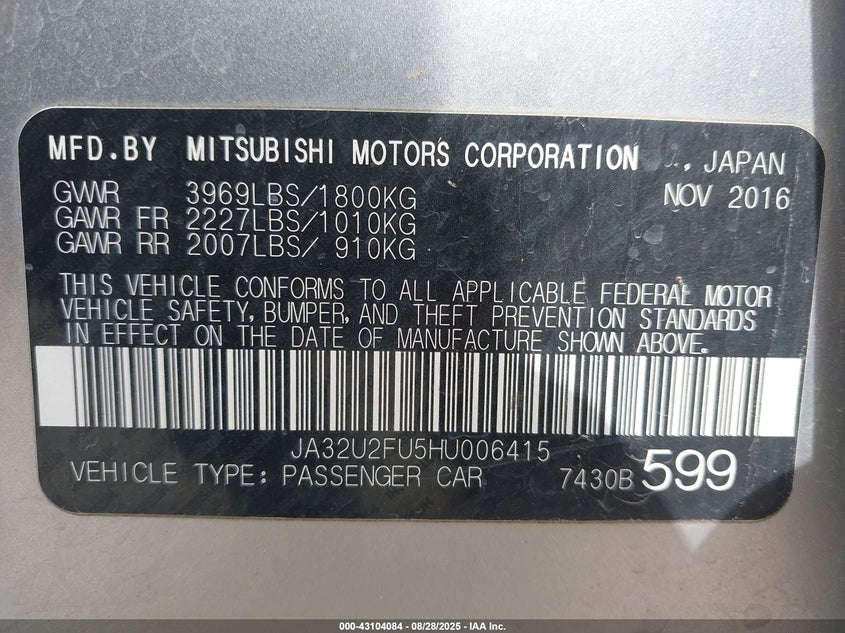 MFD.BY MITSUBISHI MOTORS CORPORATION , JAPAN
GVWR 3969LBS/1800KG NOV 2016
GAWR FR 2227LBS/1010KG
GAWR RR 2007LBS/ 910KG
THIS VEHICLE CONFORMS TO ALL APPLICABLE FEDERAL MOTOR
VEHICLE SAFETY, BUMPER, AND THEFT PREVENTION STANDARDS
IN EFFECT ON THE DATE OF MANUFACTURE SHOWN ABOVE.
JA32U2FU5HU006415
VEHICLE TYPE: PASSENGER CAR 7430B 599
000-43104084 - 08/28/2025 - IAA Inc.